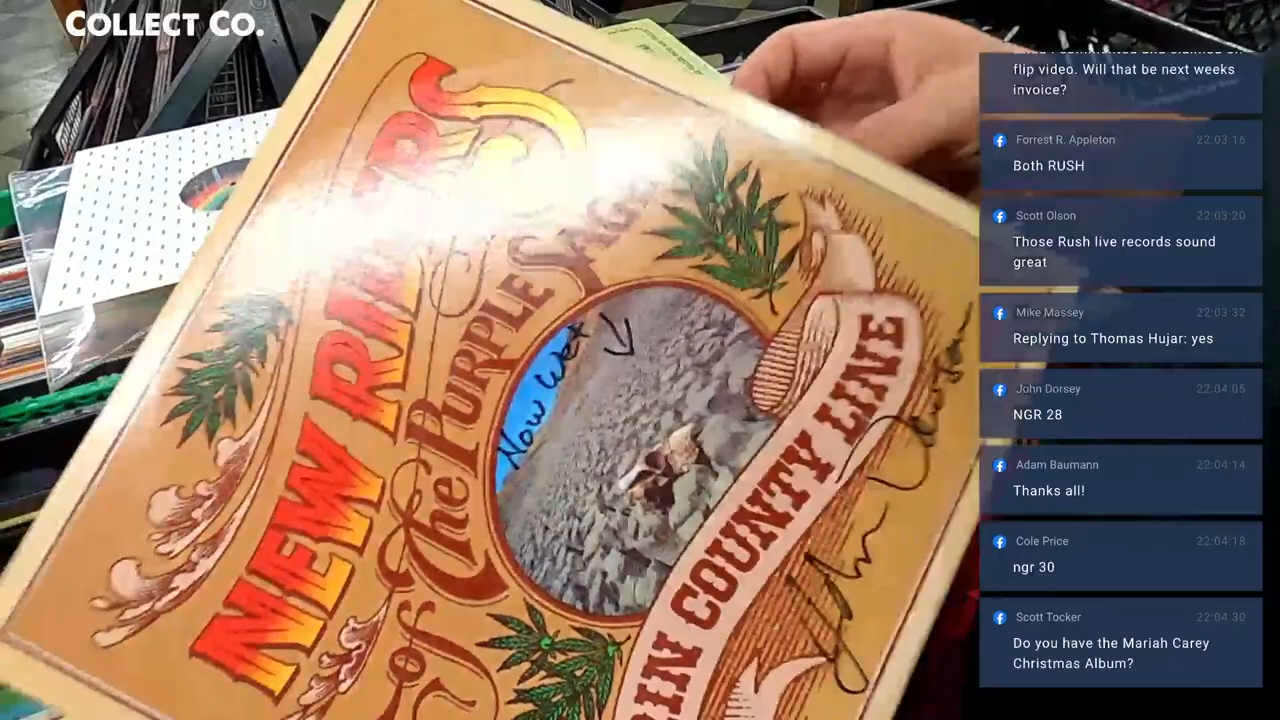 COLLECT CO.
NEW RIDERS
Of The PURPLE SAGE
Now Wet
RIN COUNTY LINE
John Dawson
flip video. Will that be next weeks
invoice?
Forrest R. Appleton 22:03:16
Both RUSH
Scott Olson 22:03:20
Those Rush live records sound
great
Mike Massey 22:03:32
Replying to Thomas Hujar: yes
John Dorsey 22:04:05
NGR 28
Adam Baumann 22:04:14
Thanks all!
Cole Price 22:04:18
ngr 30
Scott Tocker 22:04:30
Do you have the Mariah Carey
Christmas Album?